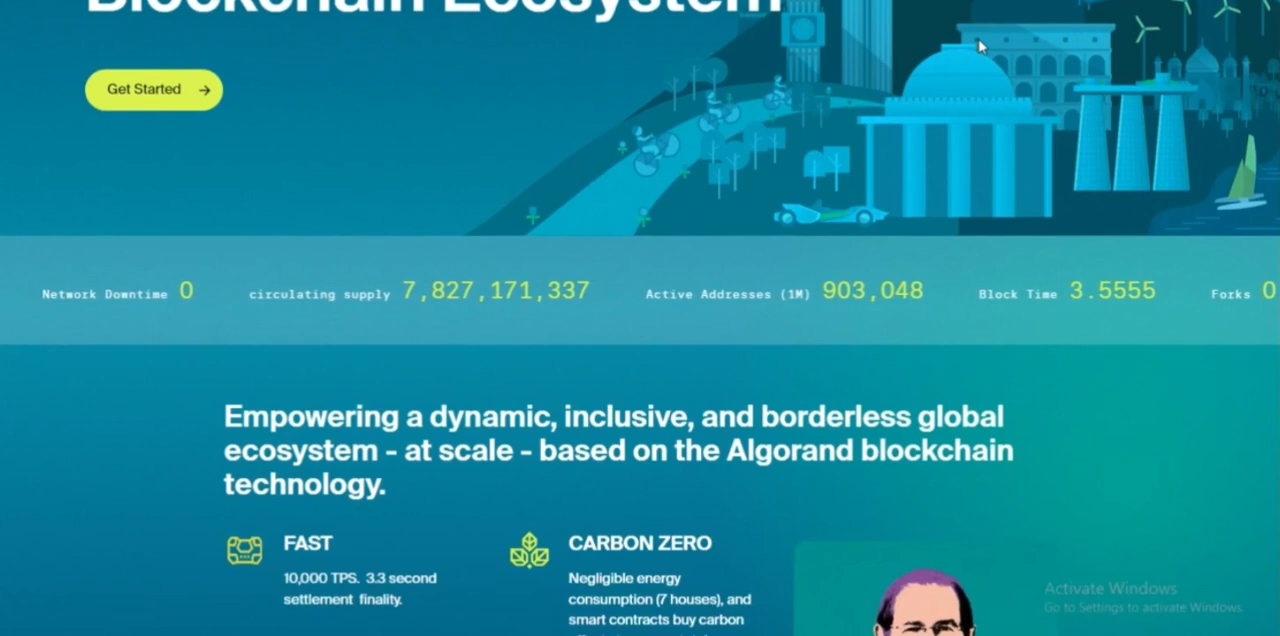 Blockchain Ecosystem
Get Started
Network Downtime 0 circulating supply 7,827,171,337 Active Addresses (1M) 903,048 Block Time 3.5555 Forks 0
Empowering a dynamic, inclusive, and borderless global
ecosystem - at scale - based on the Algorand blockchain
technology.
FAST
10,000 TPS. 3.3 second
settlement finality.
CARBON ZERO
Negligible energy
consumption (7 houses), and
smart contracts buy carbon
Activate Windows
Go to Settings to activate Windows.